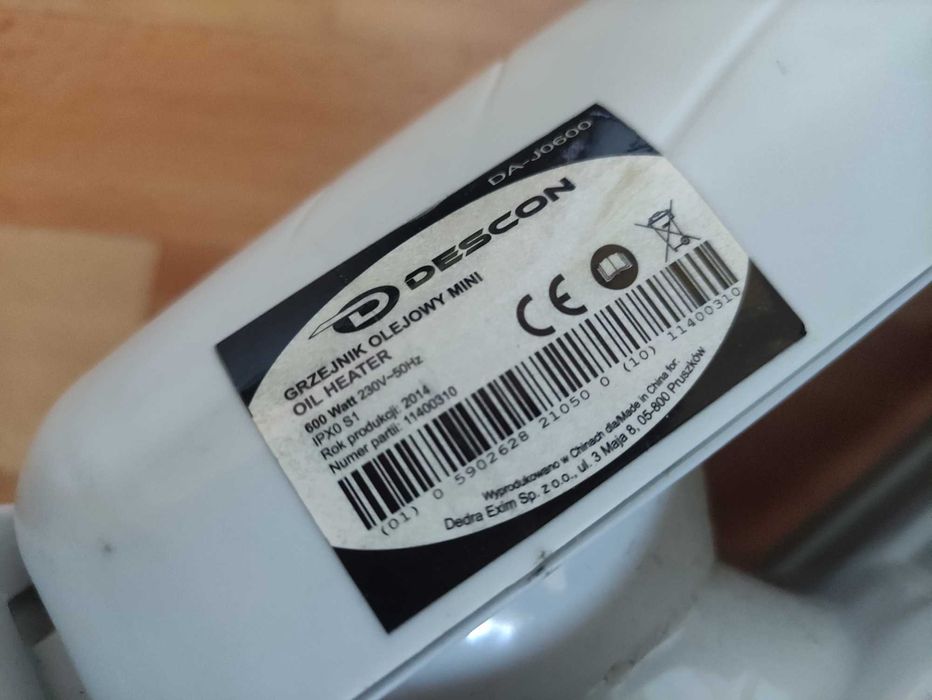 DA-J0600
DESCON
GRZEJNIK OLEJOWY MINI
OIL HEATER
600 Watt 230V~50Hz
IPX0 S1
Rok produkcji: 2014
Numer partii: 11400310
(01) 0 5902628 21050 0 (10) 11400310
Wyprodukowano w Chinach dla/Made in China for:
Dedra Exim Sp. z o.o., ul. 3 Maja 8, 05-800 Pruszków